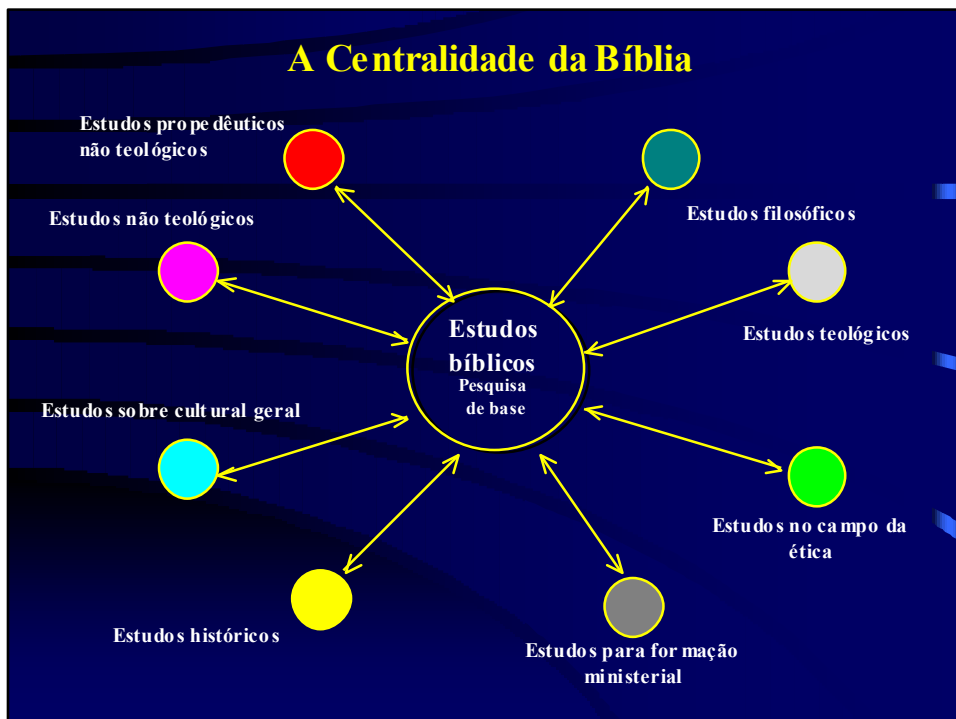 A Centralidade da Bíblia
Estudos propedêuticos
não teológicos
Estudos filosóficos
Estudos não teológicos
Estudos teológicos
Estudos
bíblicos
Pesquisa
de base
Estudos sobre cultural geral
Estudos no campo da
ética
Estudos históricos
Estudos para formação
ministerial